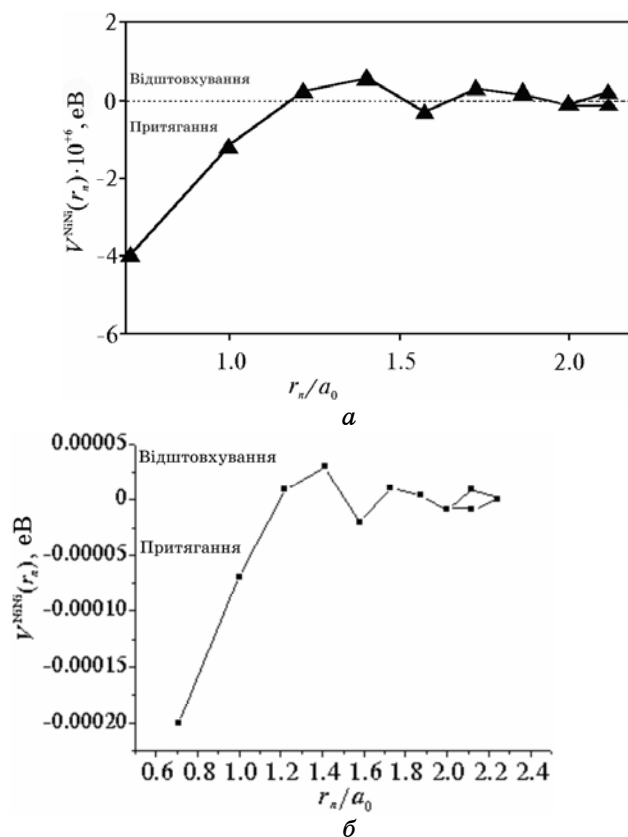 2
Відштовхування
0
Притягання
-2
-4
-6
V^NiNi(r_n)·10^+6, еВ
1.0 1.5 2.0
r_n/a_0
а
0.00005
Відштовхування
0
-0.00005
Притягання
-0.00010
-0.00015
-0.00020
V^NiNi(r_n), еВ
0.6 0.8 1.0 1.2 1.4 1.6 1.8 2.0 2.2 2.4
r_n/a_0
б